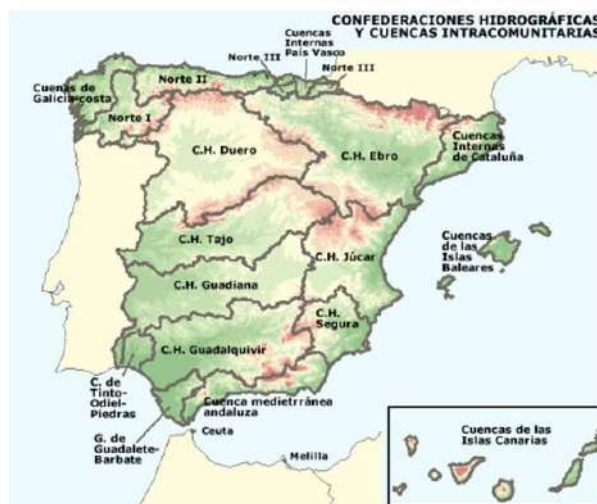 CONFEDERACIONES HIDROGRÁFICAS
Y CUENCAS INTRACOMUNITARIAS
Cuencas
Internas
País Vasco
Norte III
Norte III
Norte II
Cuenas de
Galicia-costa
Norte I
C.H. Duero
C.H. Ebro
Cuencas
Internas
de Cataluña
C.H. Tajo
C.H. Júcar
Cuencas
de las
Islas
Baleares
C.H. Guadiana
C.H.
Segura
C.H. Guadalquivir
C. de
Tinto-
Odiel-
Piedras
Cuenca medietrránea
andaluza
G. de
Guadalete-
Barbate
Ceuta
Melilla
Cuencas de las
Islas Canarias